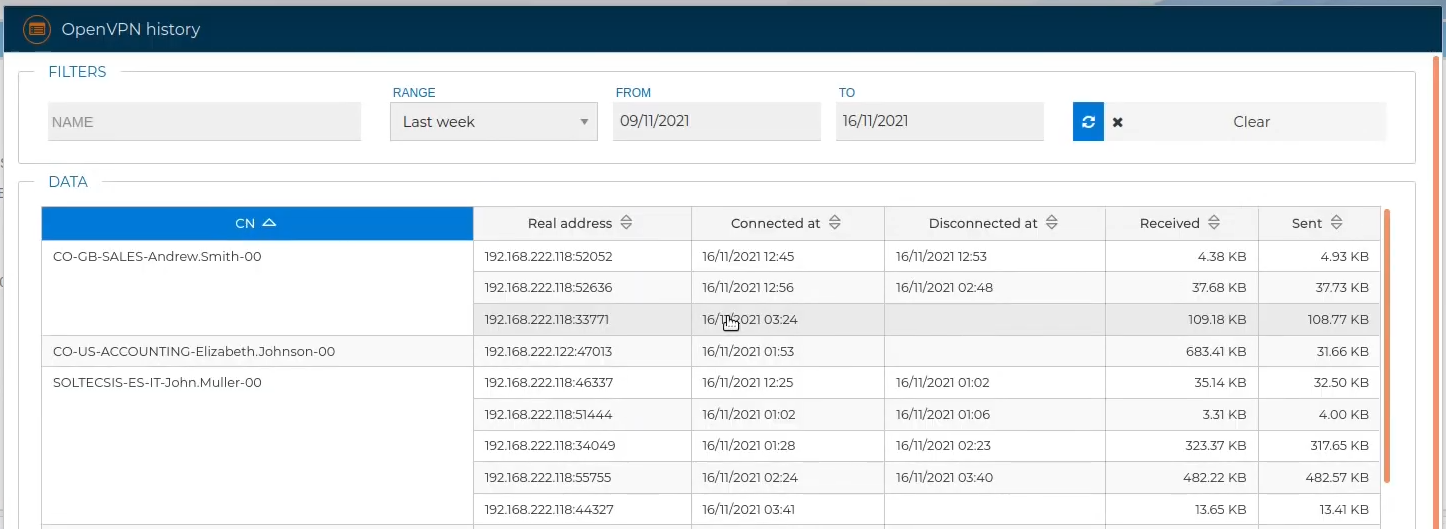 OpenVPN history
FILTERS
RANGE FROM TO
NAME Last week 09/11/2021 16/11/2021 Clear
DATA
CN Real address Connected at Disconnected at Received Sent
CO-GB-SALES-Andrew.Smith-00 192.168.222.118:52052 16/11/2021 12:45 16/11/2021 12:53 4.38 KB 4.93 KB
192.168.222.118:52636 16/11/2021 12:56 16/11/2021 02:48 37.68 KB 37.73 KB
192.168.222.118:33771 16/11/2021 03:24 109.18 KB 108.77 KB
CO-US-ACCOUNTING-Elizabeth.Johnson-00 192.168.222.122:47013 16/11/2021 01:53 683.41 KB 31.66 KB
SOLTECSIS-ES-IT-John.Muller-00 192.168.222.118:46337 16/11/2021 12:25 16/11/2021 01:02 35.14 KB 32.50 KB
192.168.222.118:51444 16/11/2021 01:02 16/11/2021 01:06 3.31 KB 4.00 KB
192.168.222.118:34049 16/11/2021 01:28 16/11/2021 02:23 323.37 KB 317.65 KB
192.168.222.118:55755 16/11/2021 02:24 16/11/2021 03:40 482.22 KB 482.57 KB
192.168.222.118:44327 16/11/2021 03:41 13.65 KB 13.41 KB